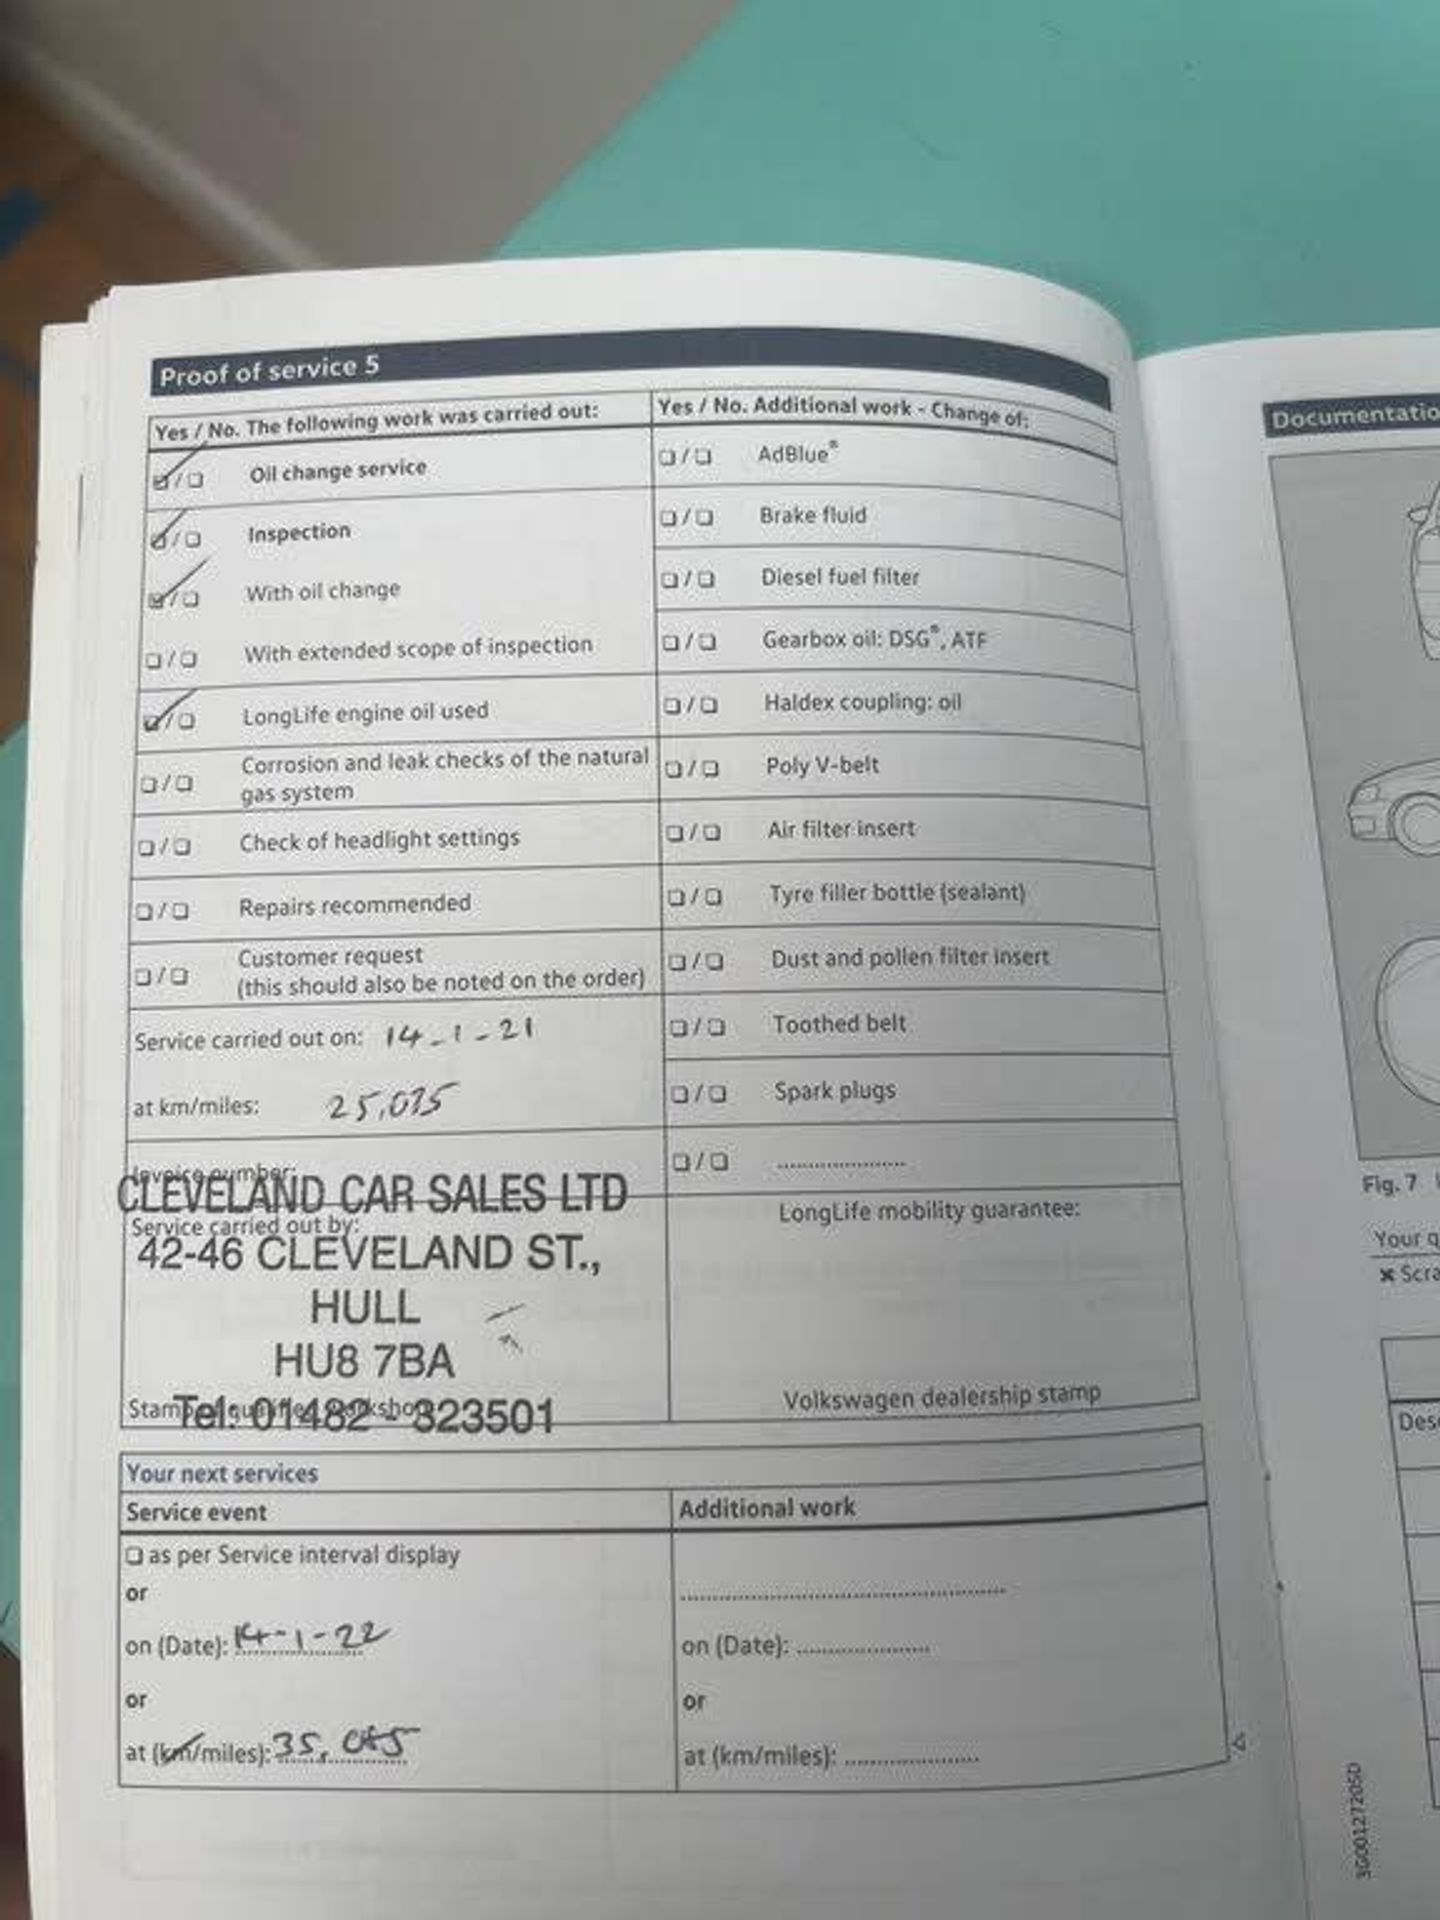 Proof of service 5
Yes / No. The following work was carried out:
Oil change service
Inspection
With oil change
With extended scope of inspection
LongLife engine oil used
Corrosion and leak checks of the natural
gas system
Check of headlight settings
Repairs recommended
Customer request
(this should also be noted on the order)
Service carried out on: 14-1-21
at km/miles:
Invoice number:
CLEVELAND CAR SALES LTD
Service carried out by:
42-46 CLEVELAND ST.,
HULL
HU8 7BA
Tel: 01482 - 323501
Yes / No. Additional work - Change of:
AdBlue®
Brake fluid
Diesel fuel filter
Gearbox oil: DSG®, ATF
Haldex coupling: oil
Poly V-belt
Air filter insert
Tyre filler bottle (sealant)
Dust and pollen filter insert
Toothed belt
Spark plugs
LongLife mobility guarantee:
Volkswagen dealership stamp
Your next services
Service event
as per Service interval display
or
on (Date): 14-1-22
or
at (km/miles):
Additional work
on (Date):
or
at (km/miles):
Fig. 7
Your
3G0012720SD